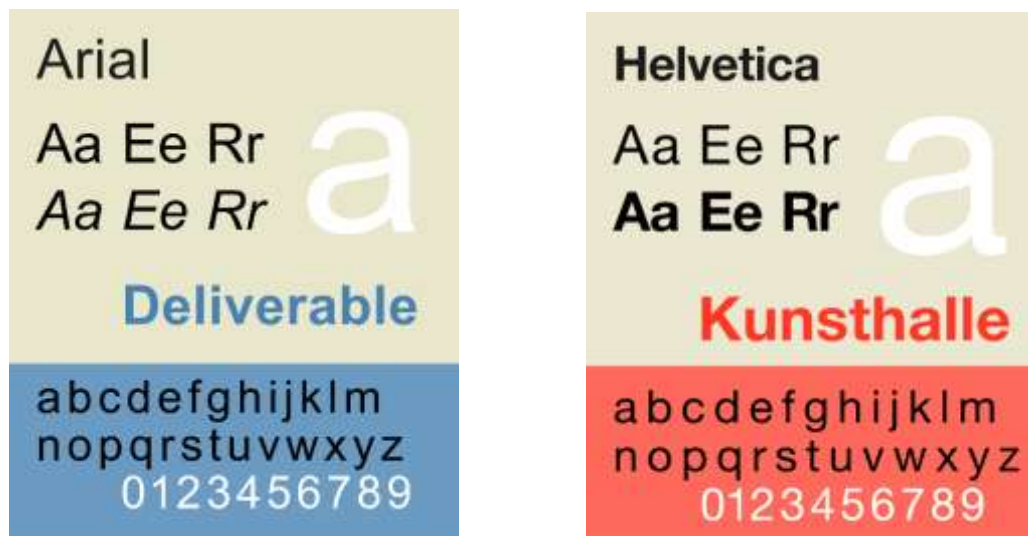 Arial
Aa Ee Rr
Aa Ee Rr
a
Deliverable
abcdefghijklm
nopqrstuvwxyz
0123456789
Helvetica
Aa Ee Rr
Aa Ee Rr
a
Kunsthalle
abcdefghijklm
nopqrstuvwxyz
0123456789